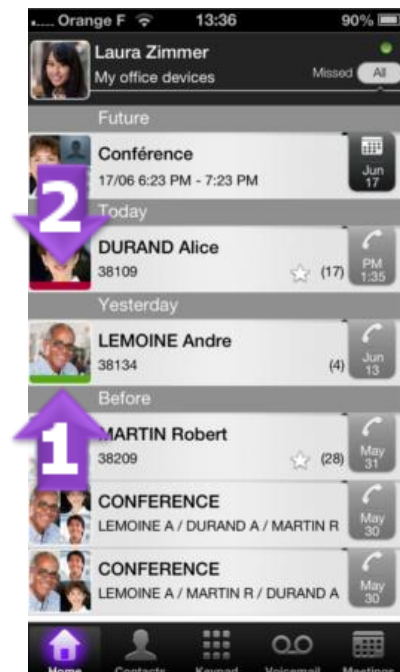 Orange F 13:36 90%
Laura Zimmer
My office devices Missed All
Future
Conférence
17/06 6:23 PM - 7:23 PM
Jun
17
2
Today
DURAND Alice
38109 (17)
PM
1:35
Yesterday
LEMOINE Andre
38134 (4)
Jun
13
Before
1
MARTIN Robert
38209 (28)
May
31
CONFERENCE
LEMOINE A / DURAND A / MARTIN R
May
30
CONFERENCE
LEMOINE A / MARTIN R / DURAND A
May
30
Home Contacts Keypad Voicemail Meetings